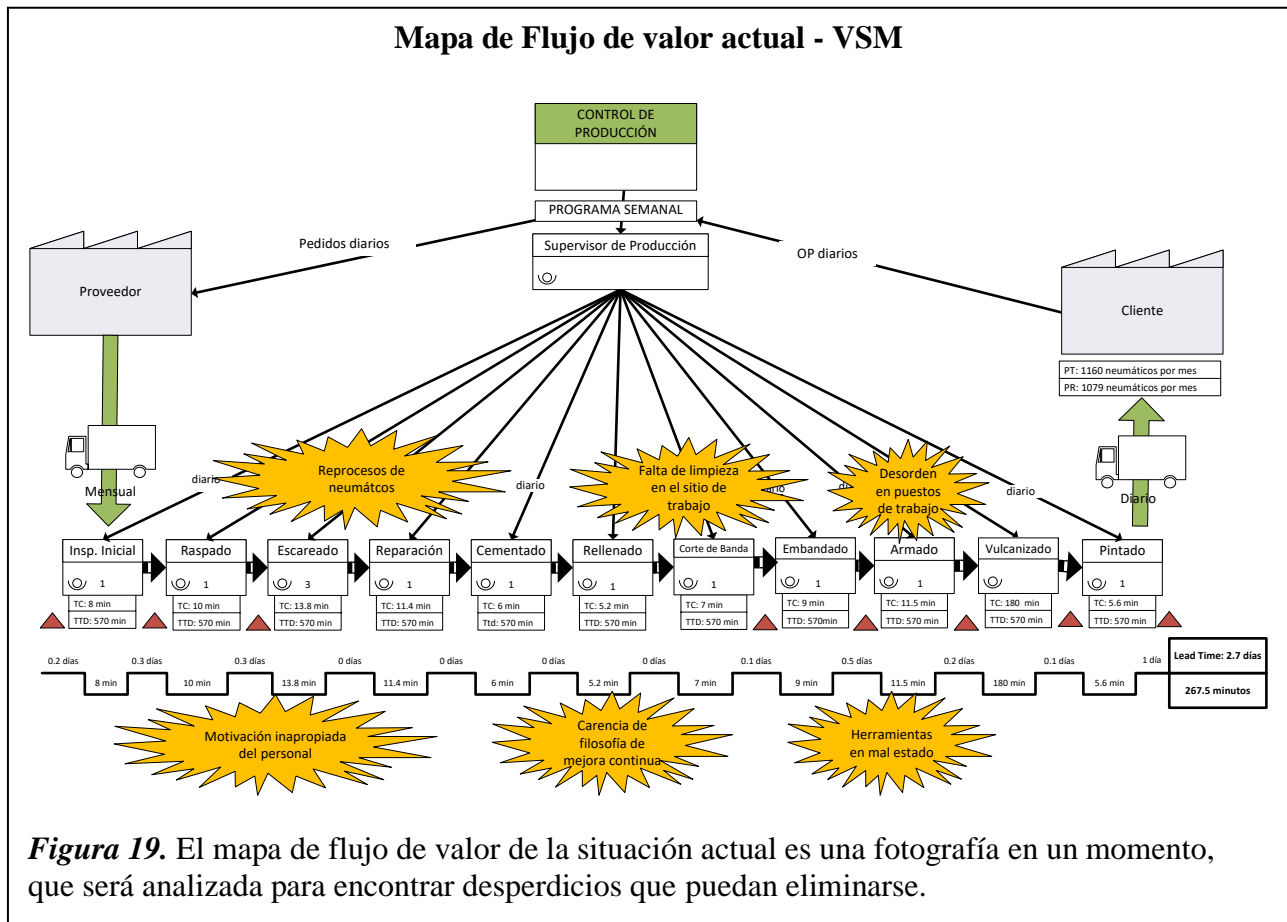 Mapa de Flujo de valor actual - VSM
CONTROL DE
PRODUCCIÓN
PROGRAMA SEMANAL
Pedidos diarios
Supervisor de Producción
OP diarios
Proveedor
Cliente
PT: 1160 neumáticos por mes
PR: 1079 neumáticos por mes
Mensual
diario
Reprocesos de
neumátcos
diario
Falta de limpieza
en el sitio de
trabajo
Desorden
en puestos
de trabajo
diario
Diario
Insp. Inicial
1
TC: 8 min
TTD: 570 min
Raspado
1
TC: 10 min
TTD: 570 min
Escareado
3
TC: 13.8 min
TTD: 570 min
Reparación
1
TC: 11.4 min
TTD: 570 min
Cementado
1
TC: 6 min
Ttd: 570 min
Rellenado
1
TC: 5.2 min
TTD: 570 min
Corte de Banda
1
TC: 7 min
TTD: 570 min
Embandado
1
TC: 9 min
TTD: 570min
Armado
1
TC: 11.5 min
TTD: 570 min
Vulcanizado
TC: 180 min
TTD: 570 min
Pintado
1
TC: 5.6 min
TTD: 570 min
0.2 días 0.3 días 0.3 días 0 días 0 días 0 días 0 días 0.1 días 0.5 días 0.2 días 0.1 días 1 día
8 min 10 min 13.8 min 11.4 min 6 min 5.2 min 7 min 9 min 11.5 min 180 min 5.6 min
Lead Time: 2.7 días
267.5 minutos
Motivación inapropiada
del personal
Carencia de
filosofía de
mejora continua
Herramientas
en mal estado
Figura 19. El mapa de flujo de valor de la situación actual es una fotografía en un momento,
que será analizada para encontrar desperdicios que puedan eliminarse.